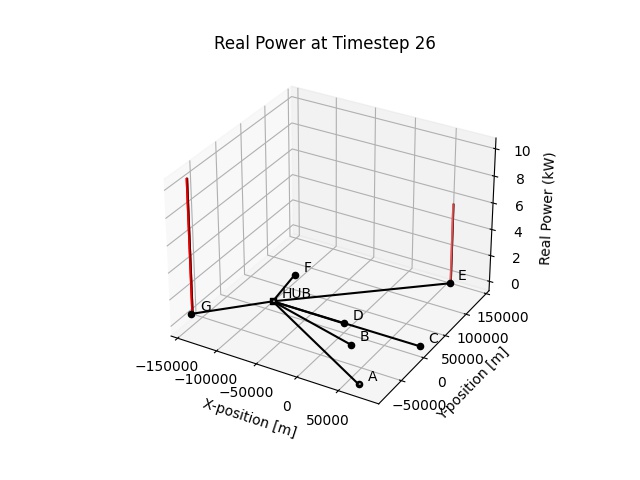 Real Power at Timestep 26
10
8
6
4
2
0
Real Power (kW)
F
E
HUB
G
D
B
C
A
150000
100000
50000
0
−50000
Y-position [m]
−150000
−100000
−50000
0
50000
X-position [m]